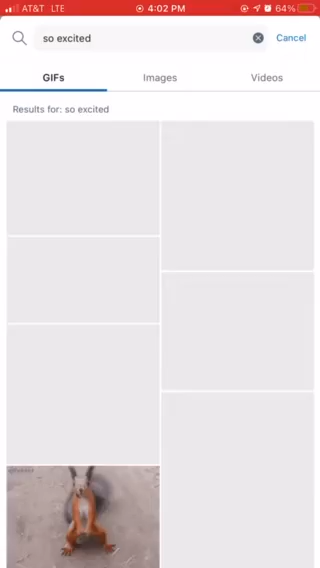 AT&T LTE 4:02 PM 64%
so excited Cancel
GIFs Images Videos
Results for: so excited